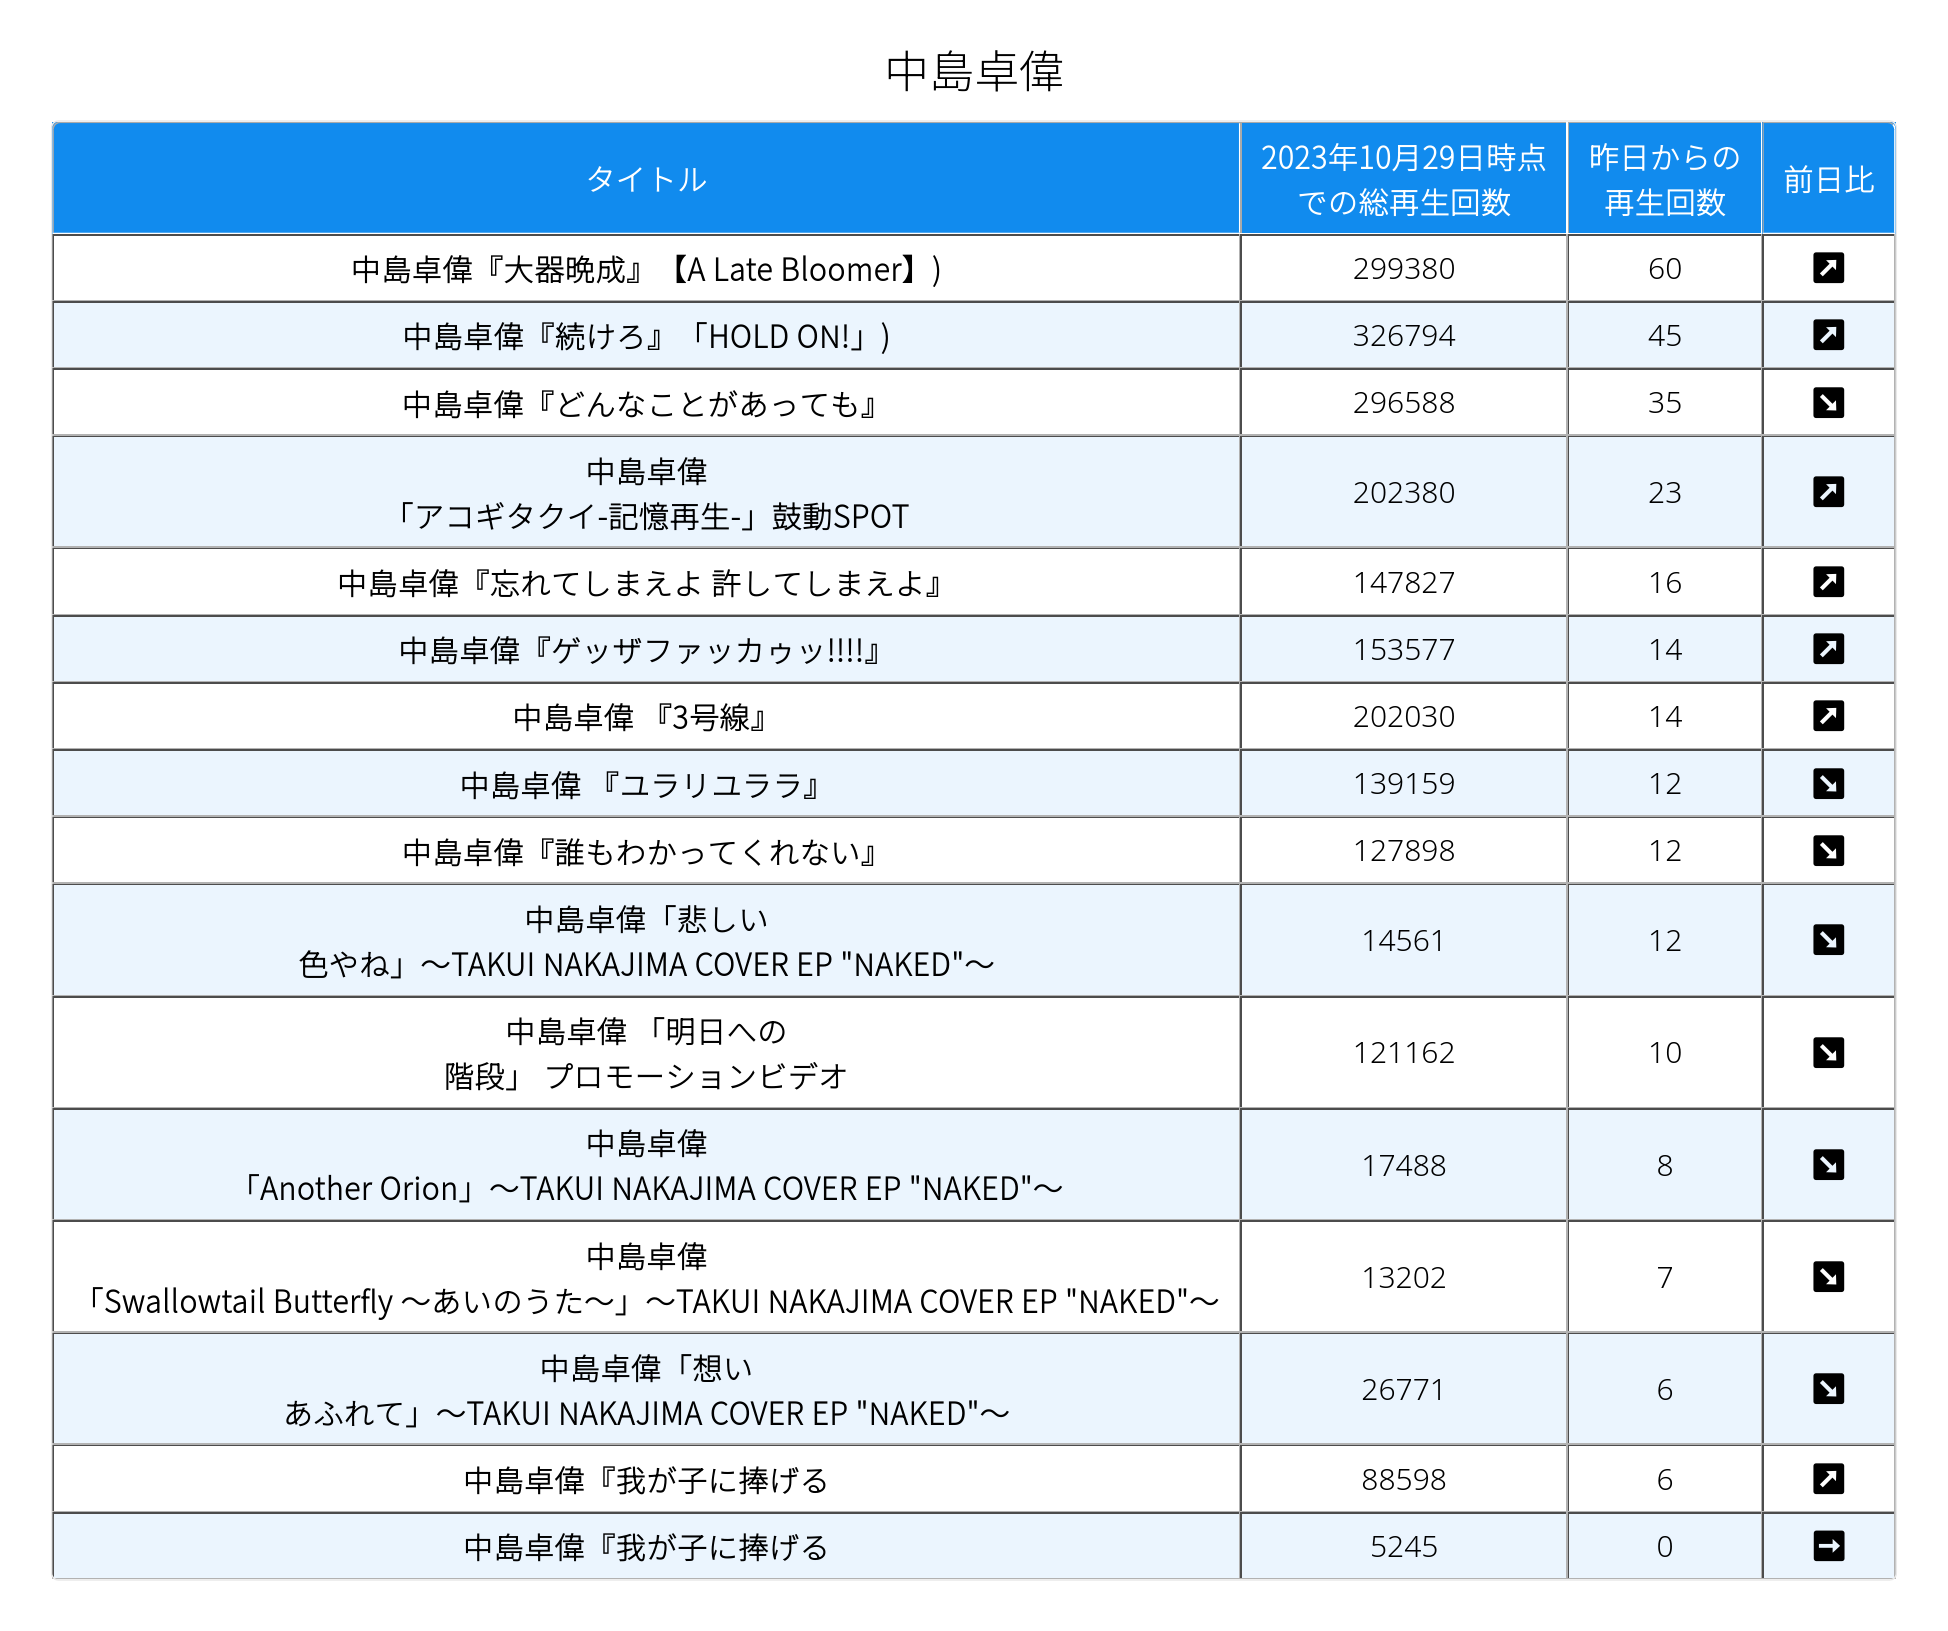 中島卓偉
タイトル
2023年10月29日時点
での総再生回数
昨日からの
再生回数
前日比
中島卓偉『大器晩成』【A Late Bloomer】)
299380
60
中島卓偉『続けろ』「HOLD ON!」)
326794
45
中島卓偉『どんなことがあっても』
296588
35
中島卓偉
「アコギタクイ-記憶再生-」鼓動SPOT
202380
23
中島卓偉『忘れてしまえよ 許してしまえよ』
147827
16
中島卓偉『ゲッザファッカゥッ!!!!』
153577
14
中島卓偉 『3号線』
202030
14
中島卓偉 『ユラリユララ』
139159
12
中島卓偉『誰もわかってくれない』
127898
12
中島卓偉「悲しい
色やね」～TAKUI NAKAJIMA COVER EP "NAKED"～
14561
12
中島卓偉 「明日への
階段」 プロモーションビデオ
121162
10
中島卓偉
「Another Orion」～TAKUI NAKAJIMA COVER EP "NAKED"～
17488
8
中島卓偉
「Swallowtail Butterfly ～あいのうた～」～TAKUI NAKAJIMA COVER EP "NAKED"～
13202
7
中島卓偉「想い
あふれて」～TAKUI NAKAJIMA COVER EP "NAKED"～
26771
6
中島卓偉『我が子に捧げる
88598
6
中島卓偉『我が子に捧げる
5245
0